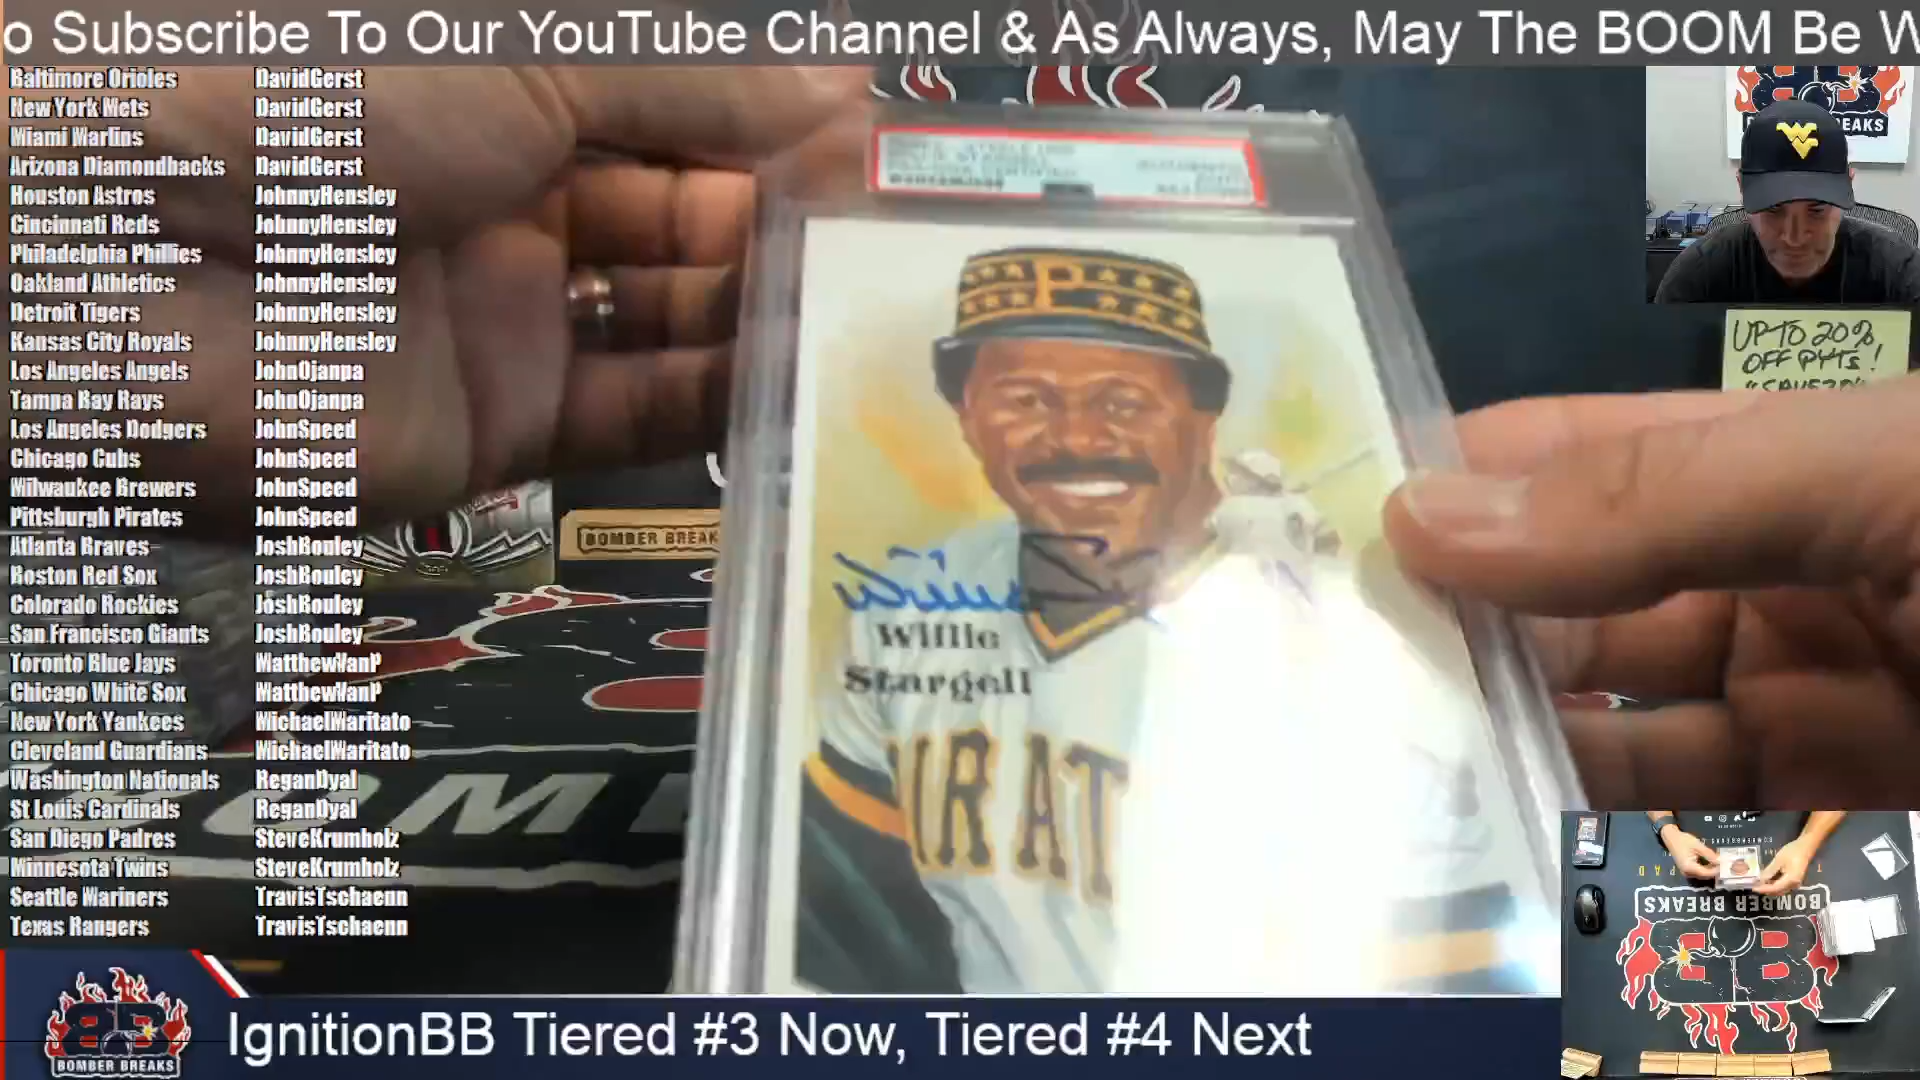 o Subscribe To Our YouTube Channel & As Always, May The BOOM Be W
Baltimore Orioles DavidGerst
New York Mets DavidGerst
Miami Marlins DavidGerst
Arizona Diamondbacks DavidGerst
Houston Astros JohnnyHensley
Cincinnati Reds JohnnyHensley
Philadelphia Phillies JohnnyHensley
Oakland Athletics JohnnyHensley
Detroit Tigers JohnnyHensley
Kansas City Royals JohnnyHensley
Los Angeles Angels JohnOjanpa
Tampa Bay Rays JohnOjanpa
Los Angeles Dodgers JohnSpeed
Chicago Cubs JohnSpeed
Milwaukee Brewers JohnSpeed
Pittsburgh Pirates JohnSpeed
Atlanta Braves JoshBouley
Boston Red Sox JoshBouley
Colorado Rockies JoshBouley
San Francisco Giants JoshBouley
Toronto Blue Jays MatthewVanP
Chicago White Sox MatthewVanP
New York Yankees MichaelMaritato
Cleveland Guardians MichaelMaritato
Washington Nationals ReganDyal
St Louis Cardinals ReganDyal
San Diego Padres SteveKrumholz
Minnesota Twins SteveKrumholz
Seattle Mariners TravisTschaenn
Texas Rangers TravisTschaenn
P
Willie
Stargell
PIRAT
BOMBER BREAK
EAKS
UP TO 20%
OFF PYTS!
"SAVE20"
BOMBER BREAKS
BOMBER BREAKS
IgnitionBB Tiered #3 Now, Tiered #4 Next